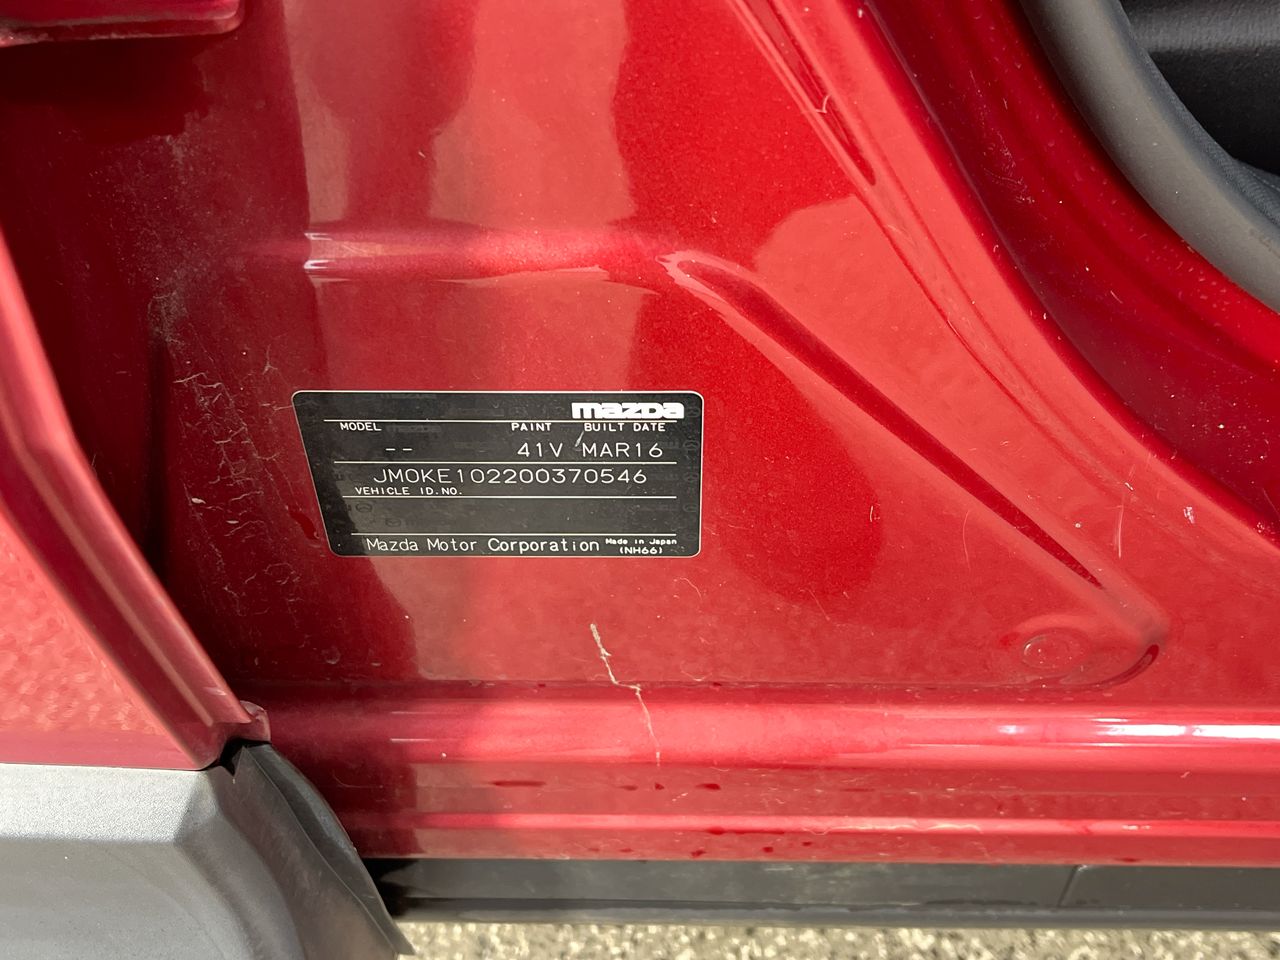 mazda
MODEL PAINT BUILT DATE
-- 41V MAR16
JM0KE102200370546
VEHICLE ID.NO.
Mazda Motor Corporation Made in Japan
(NH66)